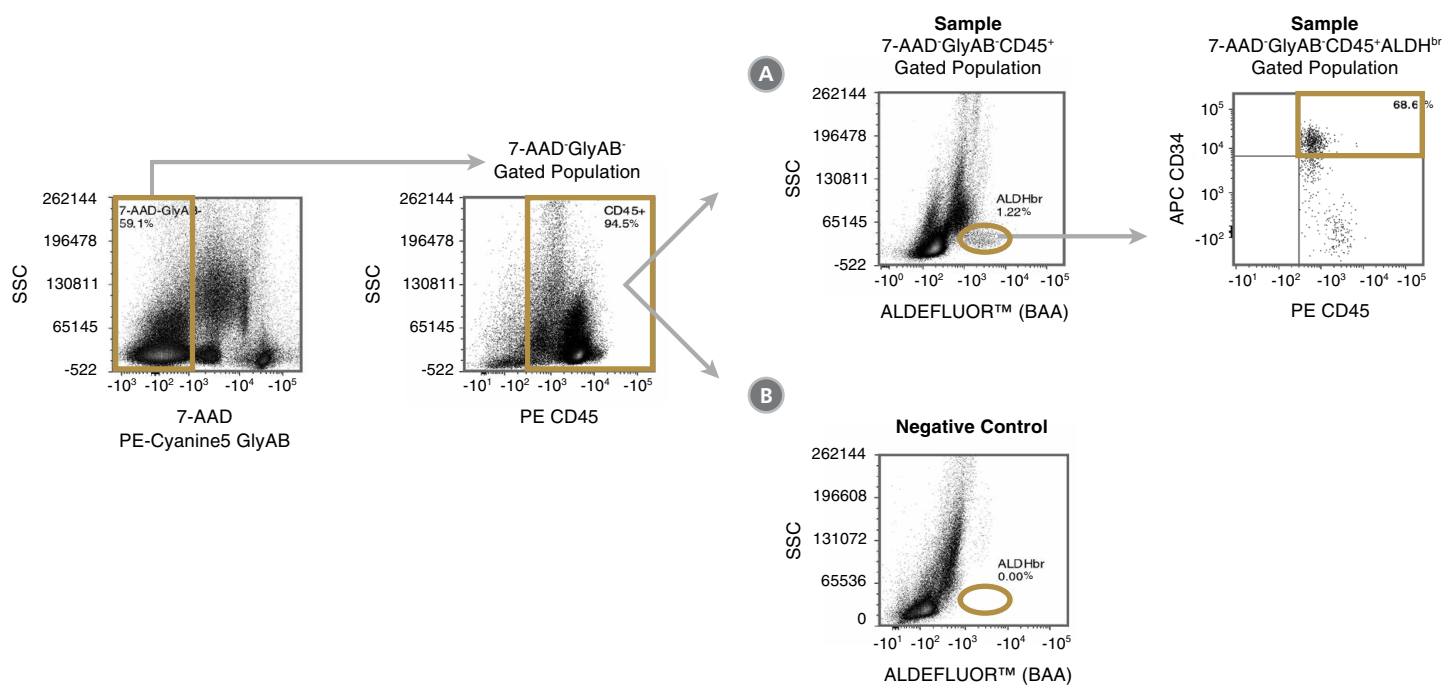 262144
196478
130811
65145
-522
SSC
7-AAD-GlyAB-
59.1%
-10³ -10² -10³ -10⁴ -10⁵
7-AAD
PE-Cyanine5 GlyAB
7-AAD⁻GlyAB⁻
Gated Population
262144
196478
130811
65145
-522
SSC
CD45+
94.5%
-10¹ -10² -10³ -10⁴ -10⁵
PE CD45
A
Sample
7-AAD⁻GlyAB⁻CD45⁺
Gated Population
262144
196478
130811
65145
-522
SSC
ALDHbr
1.22%
-10⁰ -10² -10³ -10⁴ -10⁵
ALDEFLUOR™ (BAA)
Sample
7-AAD⁻GlyAB⁻CD45⁺ALDHᵇʳ
Gated Population
10⁵
10⁴
10³
-10²
APC CD34
-10¹ -10² -10³ -10⁴ -10⁵
PE CD45
B
Negative Control
262144
196608
131072
65536
0
SSC
ALDHbr
0.00%
-10¹ -10² -10³ -10⁴ -10⁵
ALDEFLUOR™ (BAA)